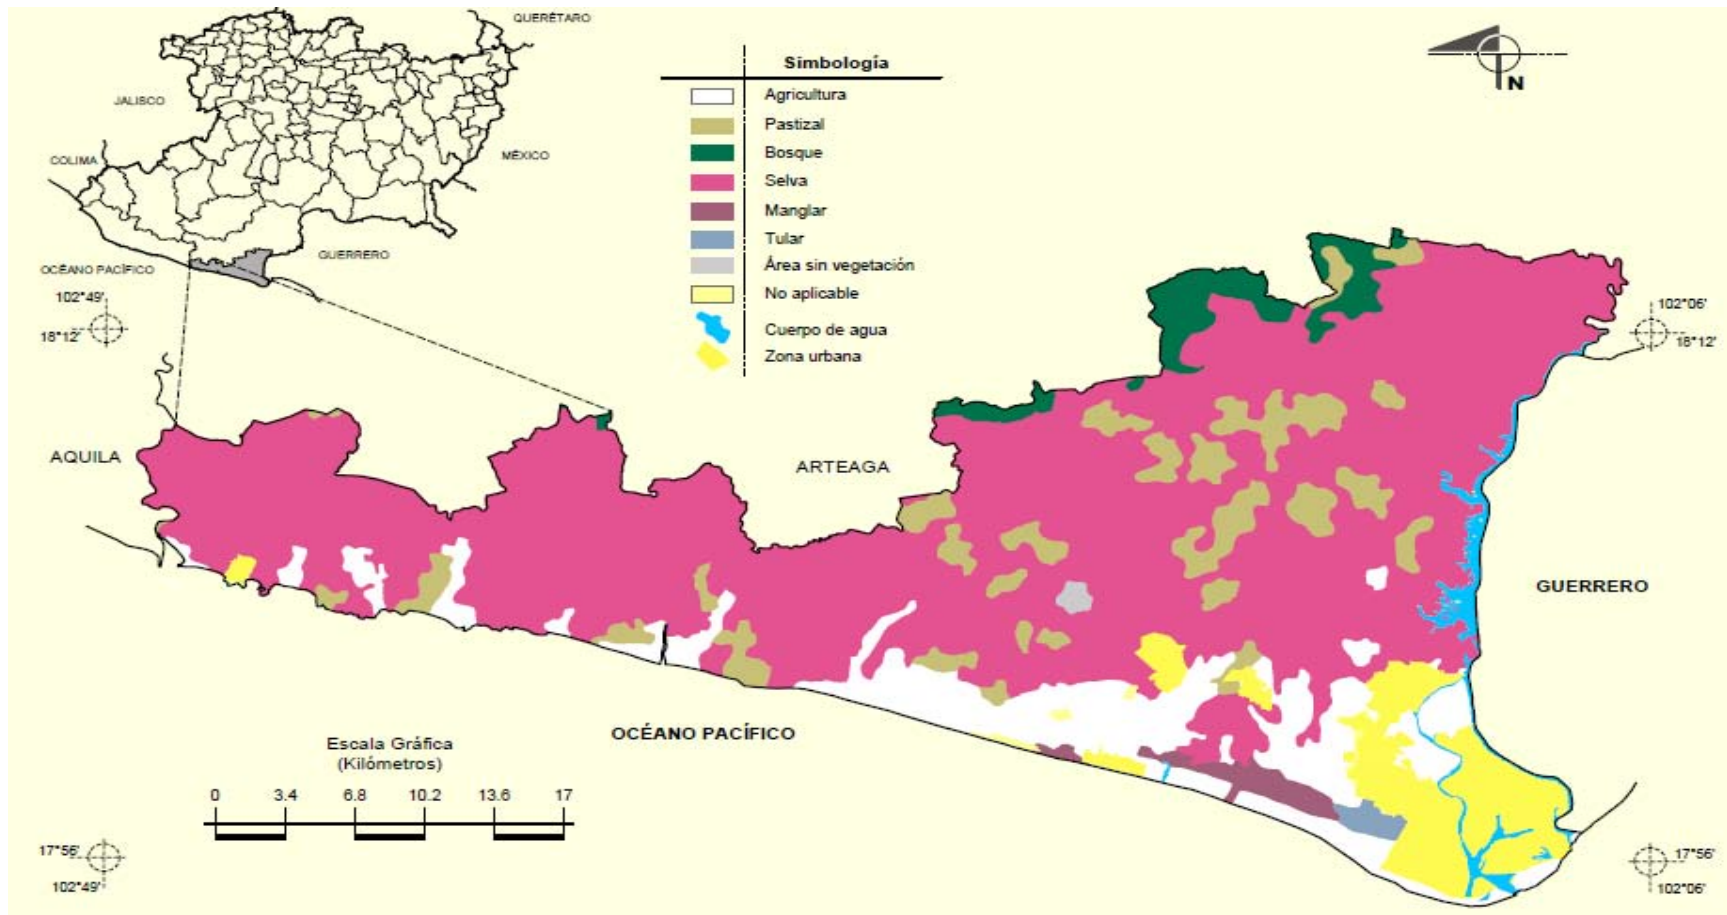 QUERÉTARO
JALISCO
COLIMA
MÉXICO
GUERRERO
OCÉANO PACÍFICO
Simbología
Agricultura
Pastizal
Bosque
Selva
Manglar
Tular
Área sin vegetación
No aplicable
Cuerpo de agua
Zona urbana
N
102°49'
18°12'
102°06'
18°12'
AQUILA
ARTEAGA
GUERRERO
OCÉANO PACÍFICO
Escala Gráfica
(Kilómetros)
0 3.4 6.8 10.2 13.6 17
17°56'
102°49'
17°56'
102°06'